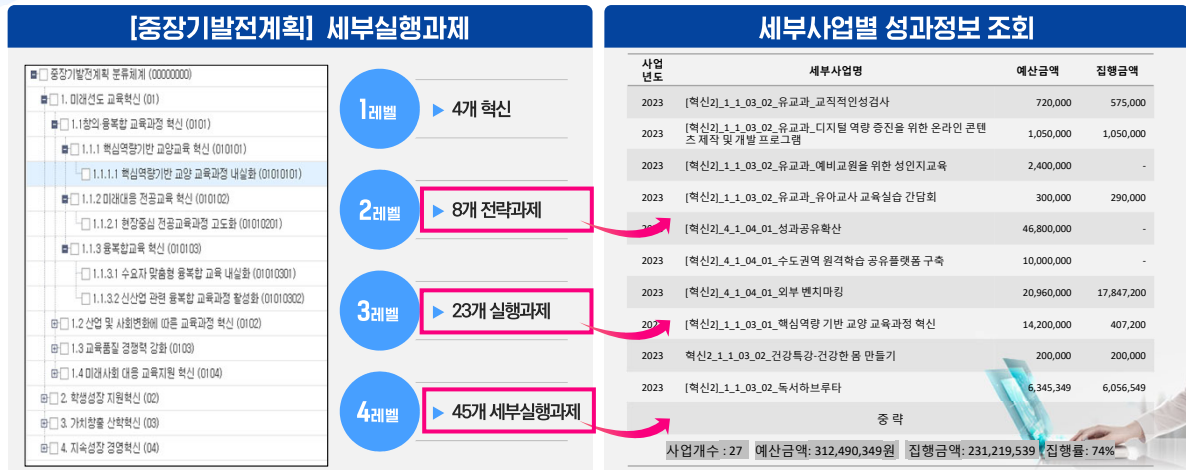 [중장기발전계획] 세부실행과제
중장기발전계획 분류체계 (00000000)
1. 미래선도 교육혁신 (01)
1.1창의·융복합 교육과정 혁신 (0101)
1.1.1 핵심역량기반 교양교육 혁신 (010101)
1.1.1.1 핵심역량기반 교양 교육과정 내실화 (01010101)
1.1.2 미래대응 전공교육 혁신 (010102)
1.1.2.1 현장중심 전공교육과정 고도화 (01010201)
1.1.3 융복합교육 혁신 (010103)
1.1.3.1 수요자 맞춤형 융복합 교육 내실화 (01010301)
1.1.3.2 신산업 관련 융복합 교육과정 활성화 (01010302)
1.2 산업 및 사회변화에 따른 교육과정 혁신 (0102)
1.3 교육품질 경쟁력 강화 (0103)
1.4 미래사회 대응 교육지원 혁신 (0104)
2. 학생성장 지원혁신 (02)
3. 가치창출 산학혁신 (03)
4. 지속성장 경영혁신 (04)
1레벨 ▶ 4개 혁신
2레벨 ▶ 8개 전략과제
3레벨 ▶ 23개 실행과제
4레벨 ▶ 45개 세부실행과제
세부사업별 성과정보 조회
사업
년도 세부사업명 예산금액 집행금액
2023 [혁신2]_1_1_03_02_유교과_교직적인성검사 720,000 575,000
2023 [혁신2]_1_1_03_02_유교과_디지털 역량 증진을 위한 온라인 콘텐
츠 제작 및 개발 프로그램 1,050,000 1,050,000
2023 [혁신2]_1_1_03_02_유교과_예비교원을 위한 성인지교육 2,400,000 -
2023 [혁신2]_1_1_03_02_유교과_유아교사 교육실습 간담회 300,000 290,000
[혁신2]_4_1_04_01_성과공유확산 46,800,000 -
2023 [혁신2]_4_1_04_01_수도권역 원격학습 공유플랫폼 구축 10,000,000 -
2023 [혁신2]_4_1_04_01_외부 벤치마킹 20,960,000 17,847,200
[혁신2]_1_1_03_01_핵심역량 기반 교양 교육과정 혁신 14,200,000 407,200
2023 혁신2_1_1_03_02_건강특강-건강한 몸 만들기 200,000 200,000
2023 [혁신2]_1_1_03_02_독서하브루타 6,345,349 6,056,549
중 략
사업개수 : 27 예산금액: 312,490,349원 집행금액: 231,219,539 집행률: 74%